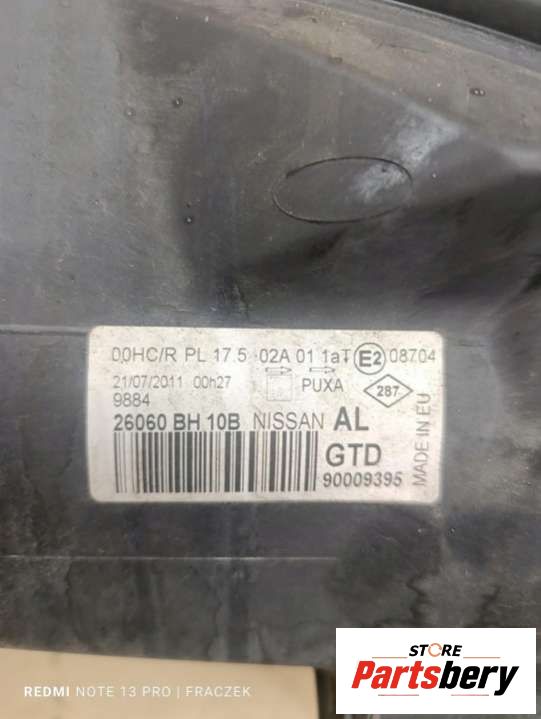 00HC/R PL 17.5 02A 01 1aT E2 08704
21/07/2011 00h27 PUXA 287
9884
26060 BH 10B NISSAN AL
GTD
90009395
MADE IN EU
STORE
Partsbery
REDMI NOTE 13 PRO | FRACZEK